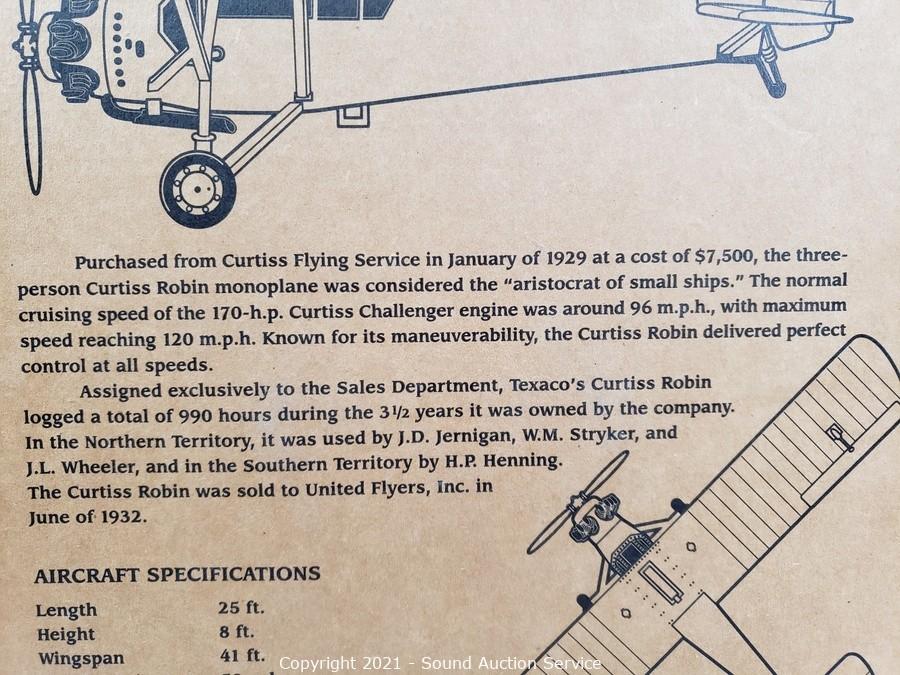 Purchased from Curtiss Flying Service in January of 1929 at a cost of $7,500, the three-
person Curtiss Robin monoplane was considered the “aristocrat of small ships.” The normal
cruising speed of the 170-h.p. Curtiss Challenger engine was around 96 m.p.h., with maximum
speed reaching 120 m.p.h. Known for its maneuverability, the Curtiss Robin delivered perfect
control at all speeds.
Assigned exclusively to the Sales Department, Texaco’s Curtiss Robin
logged a total of 990 hours during the 3½ years it was owned by the company.
In the Northern Territory, it was used by J.D. Jernigan, W.M. Stryker, and
J.L. Wheeler, and in the Southern Territory by H.P. Henning.
The Curtiss Robin was sold to United Flyers, Inc. in
June of 1932.
AIRCRAFT SPECIFICATIONS
Length 25 ft.
Height 8 ft.
Wingspan 41 ft.
Copyright 2021 - Sound Auction Service